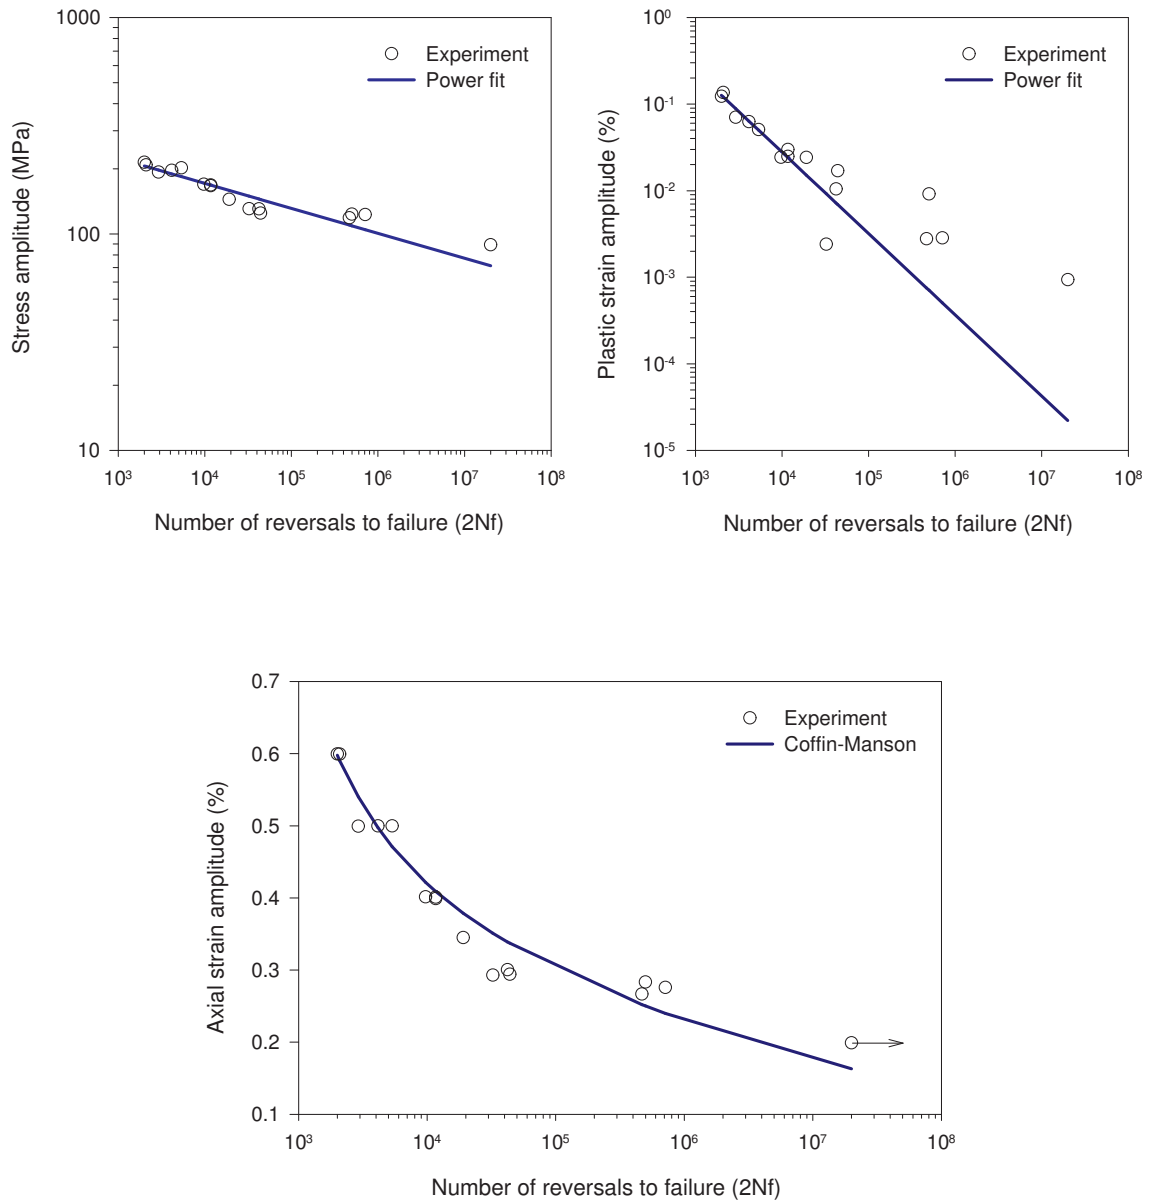 Stress amplitude (MPa)
1000
100
10
Experiment
Power fit
10³ 10⁴ 10⁵ 10⁶ 10⁷ 10⁸
Number of reversals to failure (2Nf)
Plastic strain amplitude (%)
10⁰
10⁻¹
10⁻²
10⁻³
10⁻⁴
10⁻⁵
Experiment
Power fit
10³ 10⁴ 10⁵ 10⁶ 10⁷ 10⁸
Number of reversals to failure (2Nf)
Axial strain amplitude (%)
0.7
0.6
0.5
0.4
0.3
0.2
0.1
Experiment
Coffin-Manson
10³ 10⁴ 10⁵ 10⁶ 10⁷ 10⁸
Number of reversals to failure (2Nf)